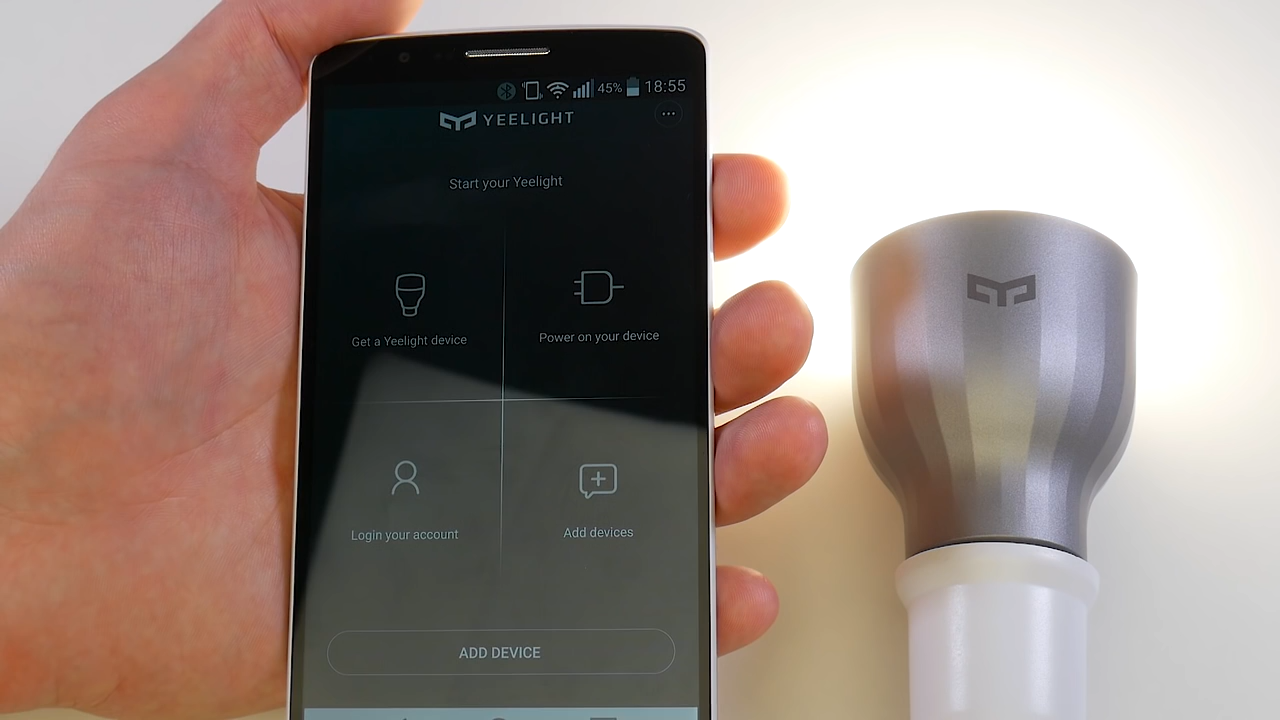 45% 18:55
YEELIGHT
Start your Yeelight
Get a Yeelight device
Power on your device
Login your account
Add devices
ADD DEVICE